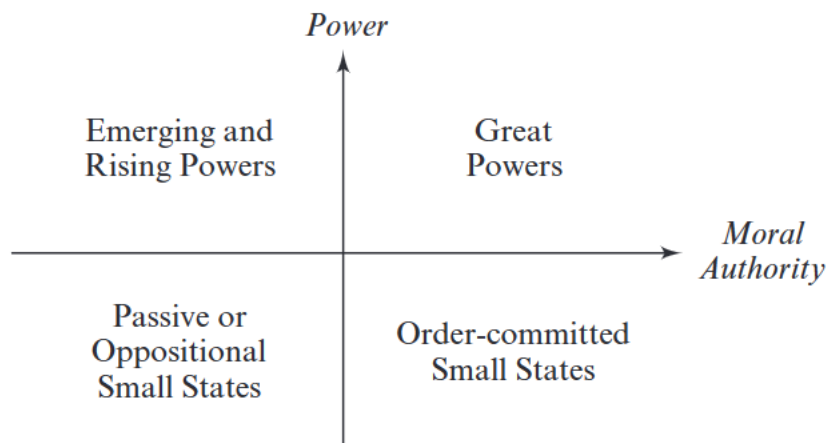 Power
Emerging and
Rising Powers
Great
Powers
Moral
Authority
Passive or
Oppositional
Small States
Order-committed
Small States